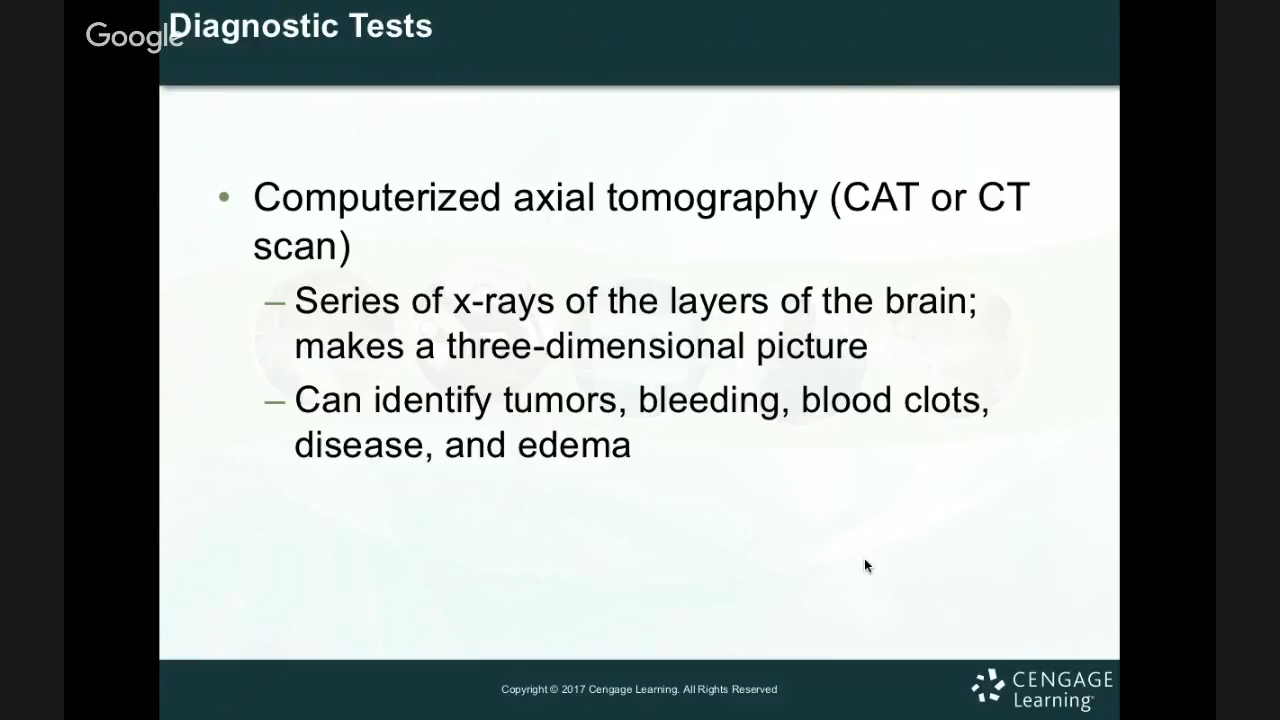 Google
Diagnostic Tests
• Computerized axial tomography (CAT or CT
scan)
– Series of x-rays of the layers of the brain;
makes a three-dimensional picture
– Can identify tumors, bleeding, blood clots,
disease, and edema
Copyright © 2017 Cengage Learning. All Rights Reserved
CENGAGE
Learning